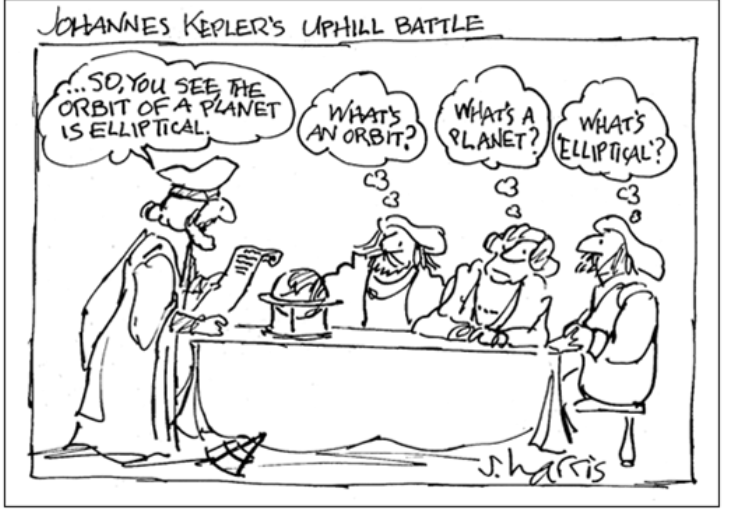 JOHANNES KEPLER'S UPHILL BATTLE
...SO, YOU SEE THE
ORBIT OF A PLANET
IS ELLIPTICAL.
WHAT'S
AN ORBIT?
WHAT'S A
PLANET?
WHAT'S
'ELLIPTICAL'?
S. harris